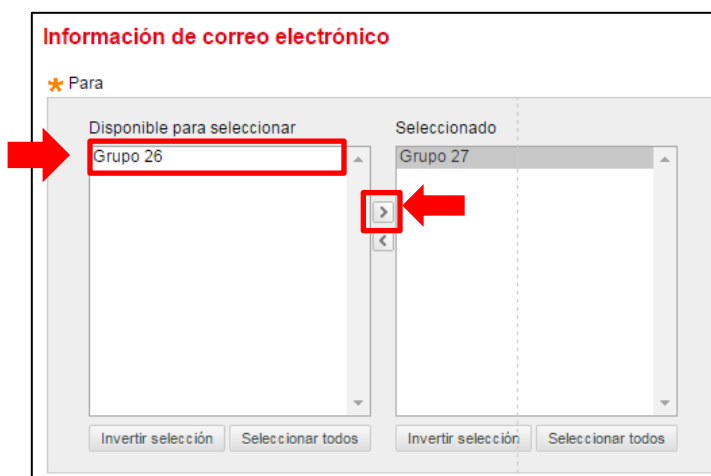 Información de correo electrónico
Para
Disponible para seleccionar
Seleccionado
Grupo 26
Grupo 27
Invertir selección
Seleccionar todos
Invertir selección
Seleccionar todos